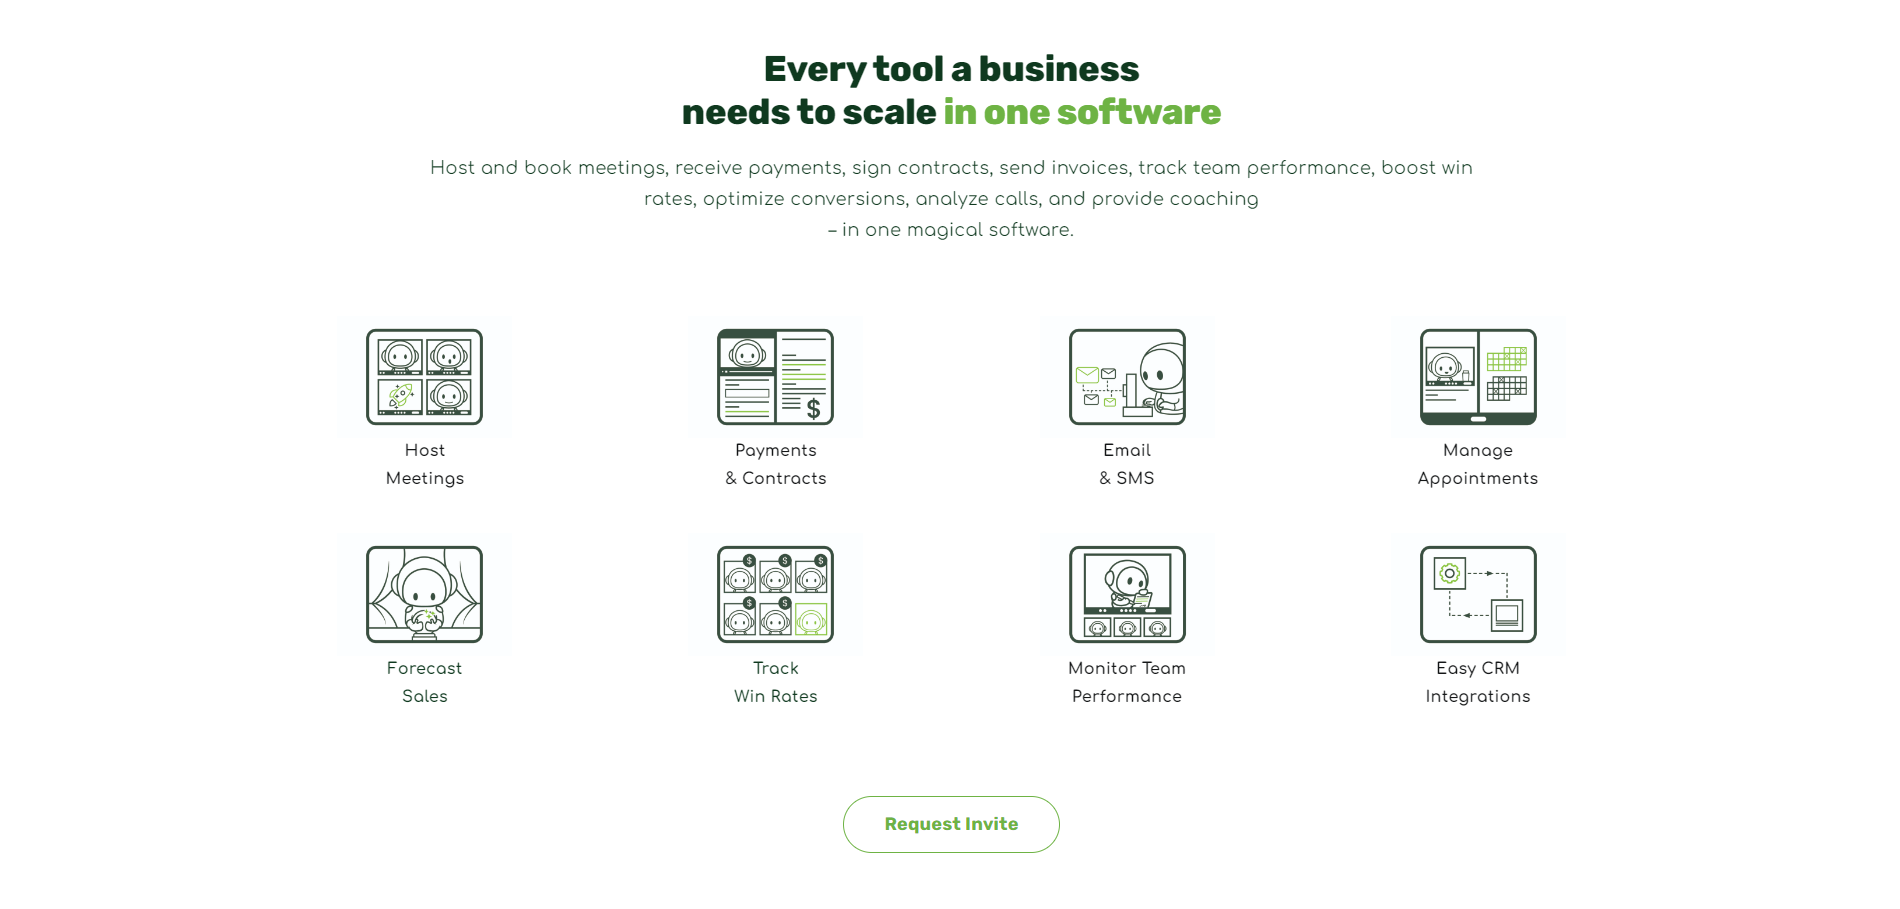 Every tool a business
needs to scale in one software
Host and book meetings, receive payments, sign contracts, send invoices, track team performance, boost win
rates, optimize conversions, analyze calls, and provide coaching
– in one magical software.
Host
Meetings
Payments
& Contracts
Email
& SMS
Manage
Appointments
Forecast
Sales
Track
Win Rates
Monitor Team
Performance
Easy CRM
Integrations
Request Invite